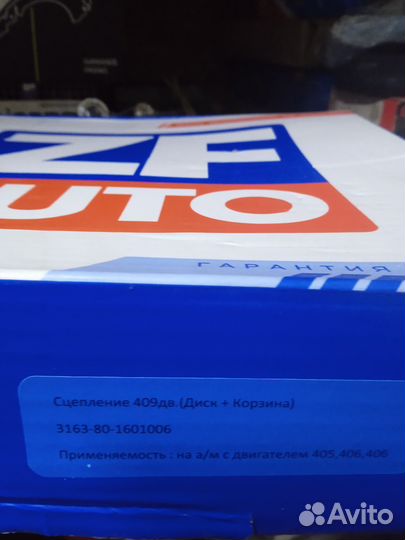 ZF
UTO
ГАРАНТИЯ
Сцепление 409дв.(Диск + Корзина)
3163-80-1601006
Применяемость : на а/м с двигателем 405,406,406
Avito